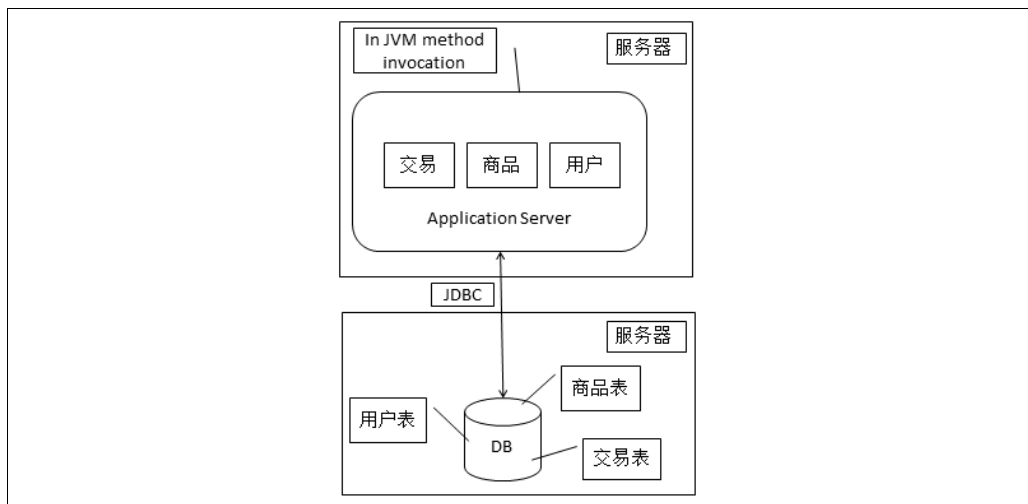 In JVM method
invocation
服务器
交易
商品
用户
Application Server
JDBC
服务器
商品表
用户表
DB
交易表